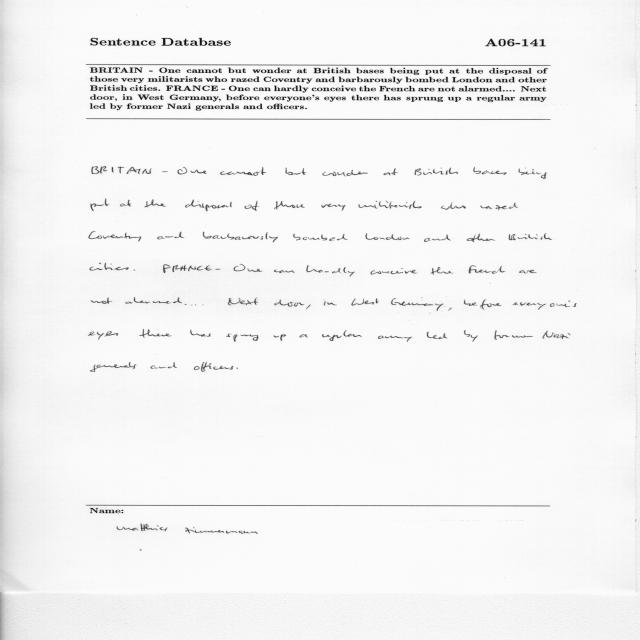 Sentence Database A06-141
BRITAIN - One cannot but wonder at British bases being put at the disposal of
those very militarists who razed Coventry and barbarously bombed London and other
British cities. FRANCE - One can hardly conceive the French are not alarmed.... Next
door, in West Germany, before everyone's eyes there has sprung up a regular army
led by former Nazi generals and officers.
BRITAIN - One cannot but wonder at British bases being
put at the disposal of those very militarists who razed
Coventry and barbarously bombed London and other British
cities. FRANCE - One can hardly conceive the French are
not alarmed.... Next door, in West Germany, before everyone's
eyes there has sprung up a regular army led by former Nazi
generals and officers.
Name:
Matthias Zimmermann